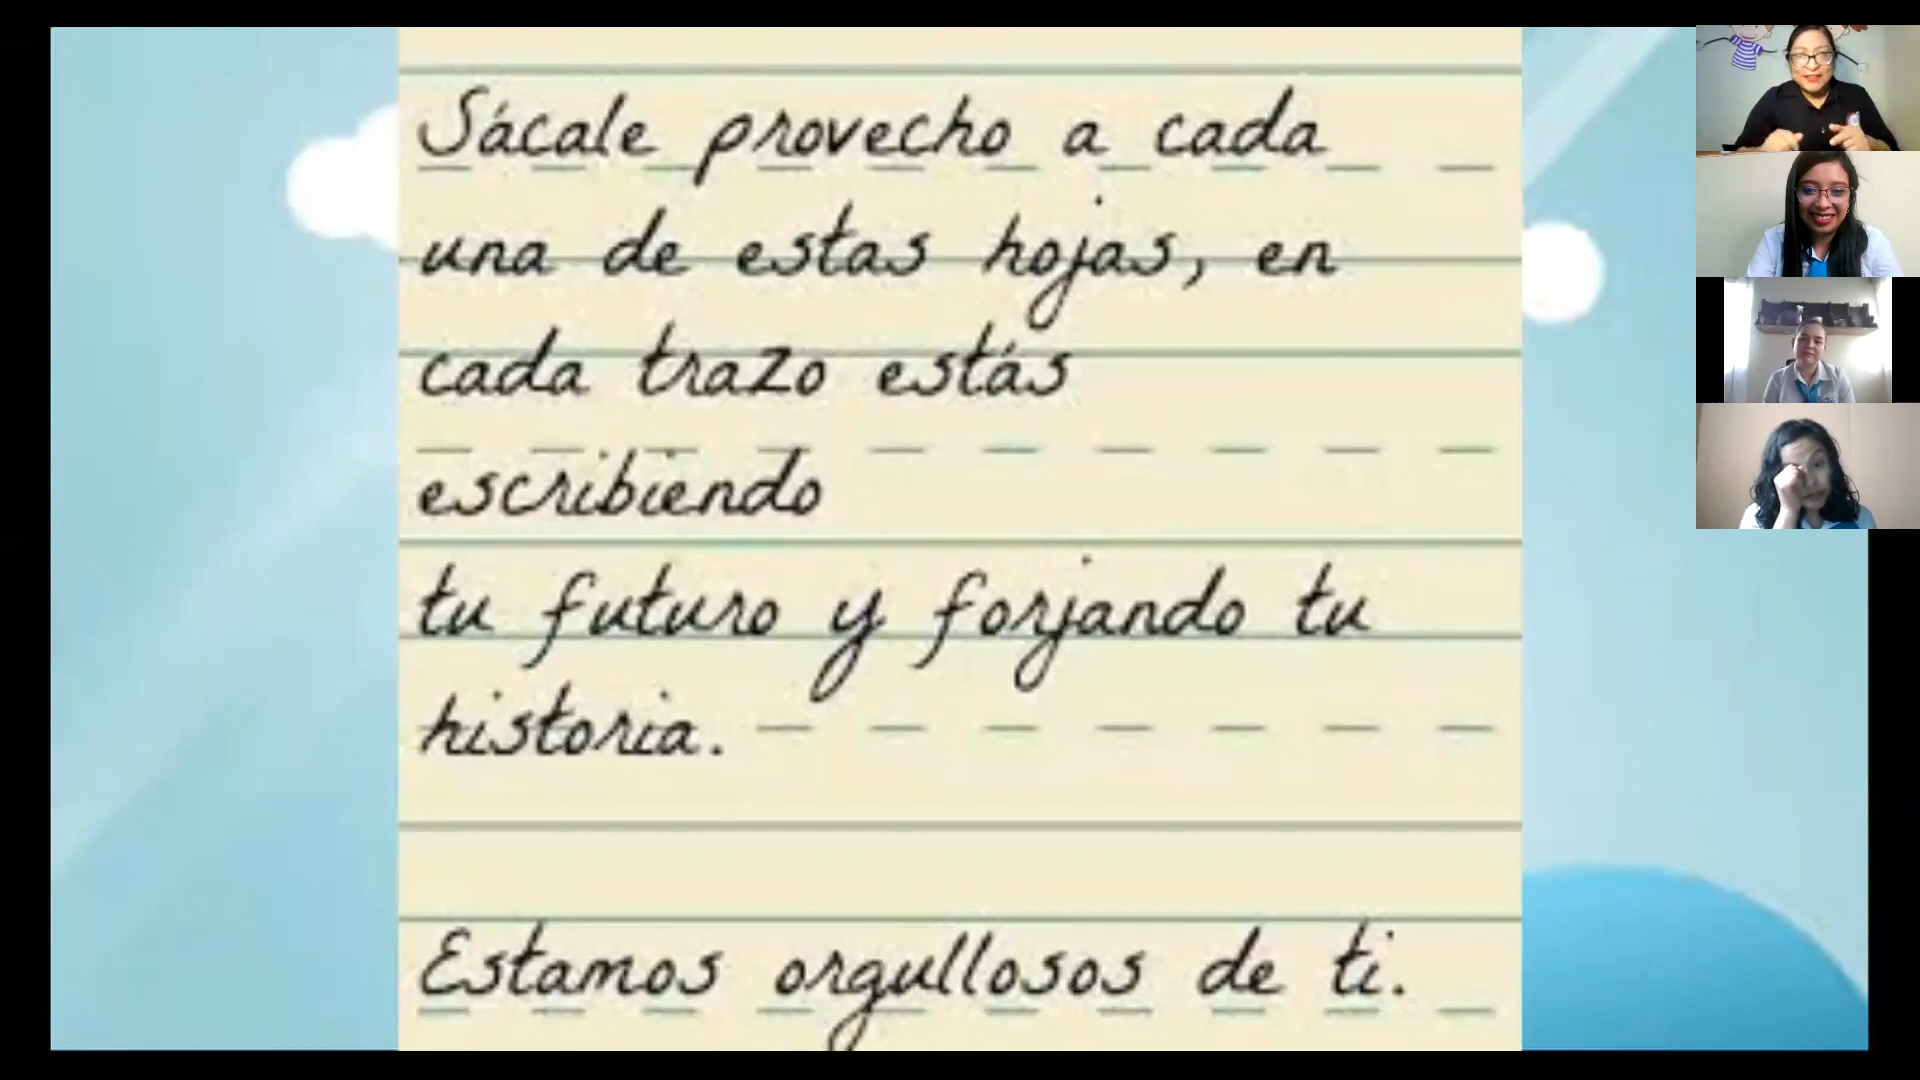 Sácale provecho a cada
una de estas hojas, en
cada trazo estás
escribiendo
tu futuro y forjando tu
historia.
Estamos orgullosos de ti.